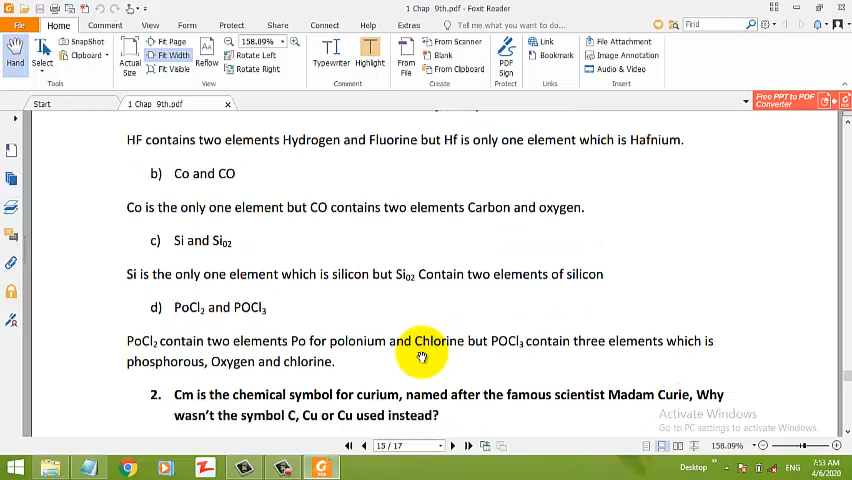 1 Chap 9th.pdf - Foxit Reader
File Home Comment View Form Protect Share Connect Help Extras Tell me what you want to do... Find
SnapShot Fit Page 158.09% From Scanner Link File Attachment
Clipboard Fit Width Rotate Left Blank Bookmark Image Annotation
Hand Select Actual Size Reflow Fit Visible Rotate Right Typewriter Highlight From File From Clipboard PDF Sign Audio & Video
Tools View Comment Create Protect Links Insert
Start 1 Chap 9th.pdf Free PPT to PDF Converter
HF contains two elements Hydrogen and Fluorine but Hf is only one element which is Hafnium.
b) Co and CO
Co is the only one element but CO contains two elements Carbon and oxygen.
c) Si and Si₀₂
Si is the only one element which is silicon but Si₀₂ Contain two elements of silicon
d) PoCl₂ and POCl₃
PoCl₂ contain two elements Po for polonium and Chlorine but POCl₃ contain three elements which is
phosphorous, Oxygen and chlorine.
2. Cm is the chemical symbol for curium, named after the famous scientist Madam Curie, Why
wasn't the symbol C, Cu or Cu used instead?
Activate Windows
Go to PC settings to activate Windows.
15 / 17 158.09%
Desktop ENG 7:53 AM
4/6/2020